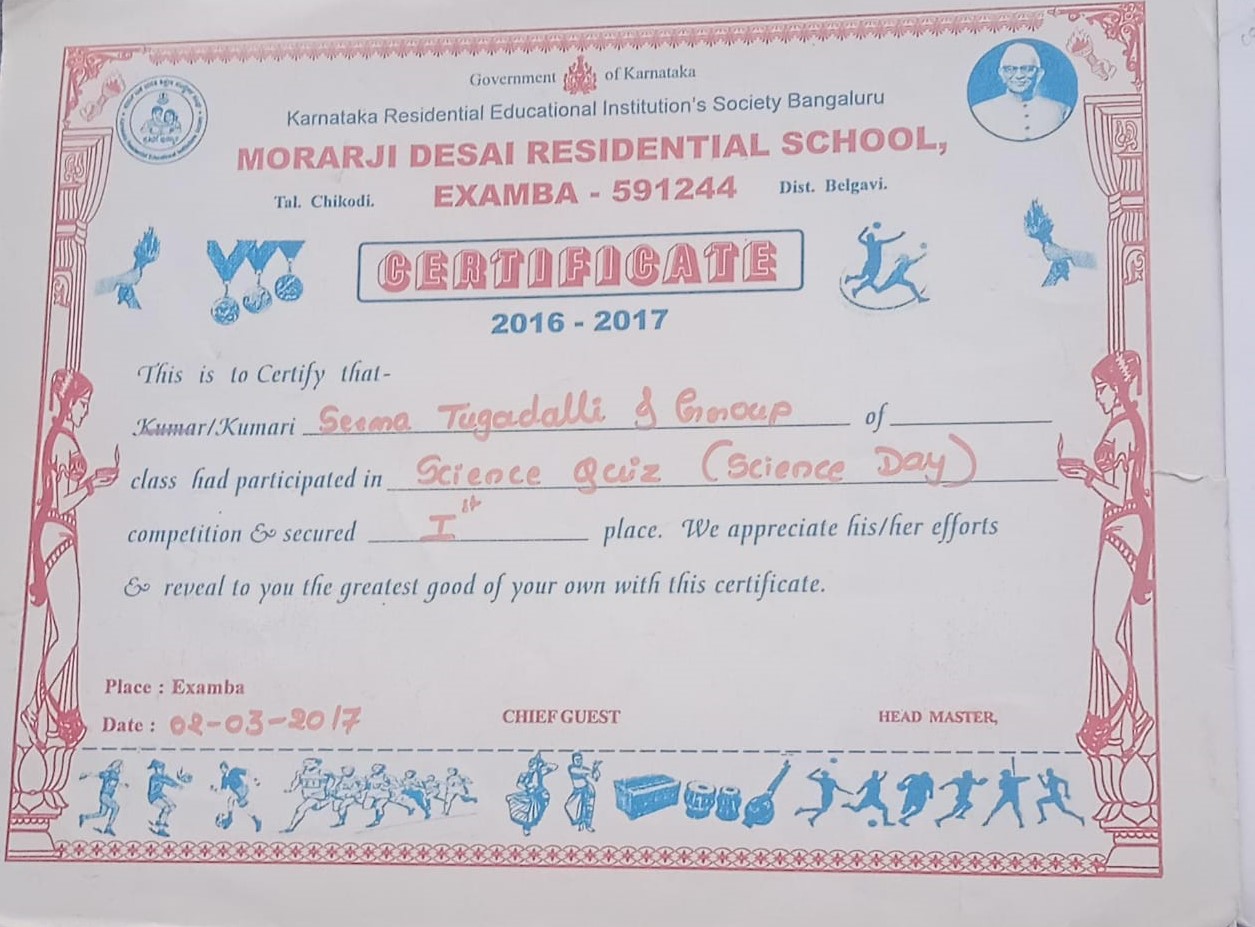 Government of Karnataka
Karnataka Residential Educational Institution's Society Bangaluru
MORARJI DESAI RESIDENTIAL SCHOOL,
Tal. Chikodi. EXAMBA - 591244 Dist. Belgavi.
CERTIFICATE
2016 - 2017
This is to Certify that-
Kumar/Kumari Seema Tugadalli & Group of
class had participated in Science Quiz (Science Day)
competition & secured Ist place. We appreciate his/her efforts
& reveal to you the greatest good of your own with this certificate.
Place : Examba
Date : 02-03-2017 CHIEF GUEST HEAD MASTER,